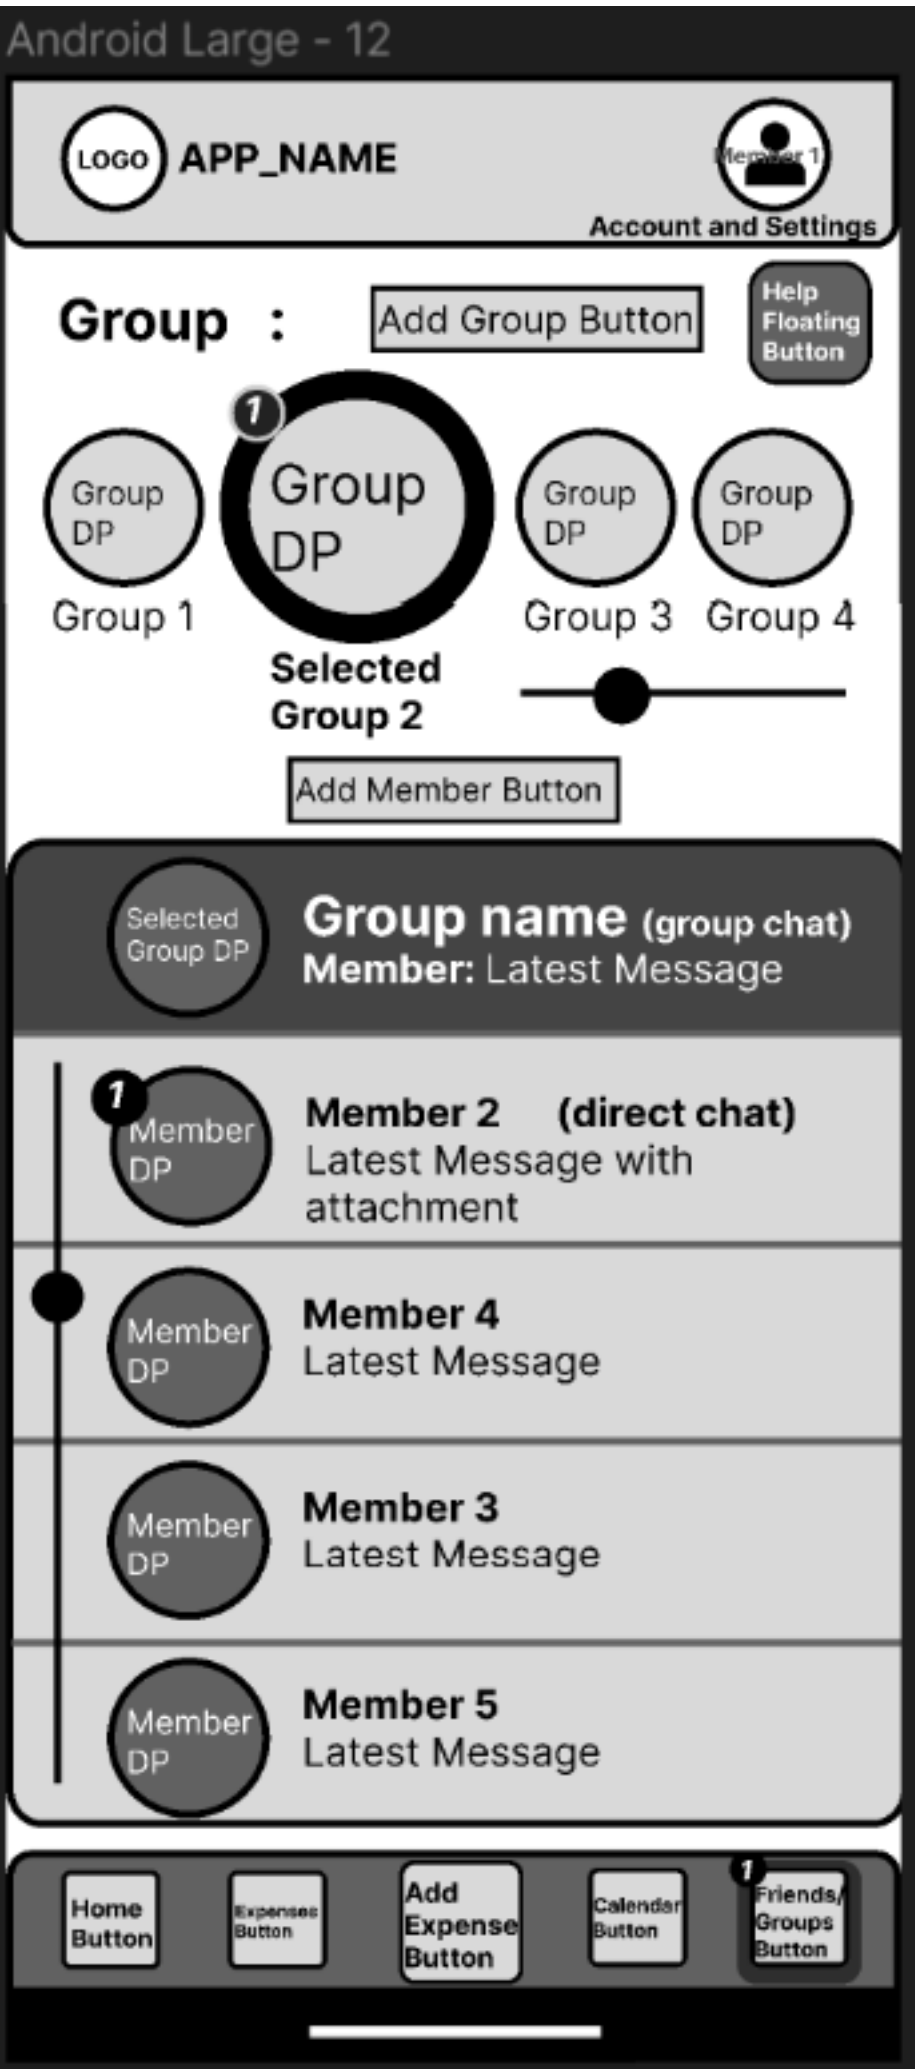 Android Large - 12
LOGO
APP_NAME
Member 1
Account and Settings
Group :
Add Group Button
Help
Floating
Button
1
Group
DP
Group
DP
Group
DP
Group
DP
Group 1
Group 3
Group 4
Selected
Group 2
Add Member Button
Selected
Group DP
Group name (group chat)
Member: Latest Message
1
Member
DP
Member 2 (direct chat)
Latest Message with
attachment
Member
DP
Member 4
Latest Message
Member
DP
Member 3
Latest Message
Member
DP
Member 5
Latest Message
Home
Button
Expenses
Button
Add
Expense
Button
Calendar
Button
1
Friends/
Groups
Button